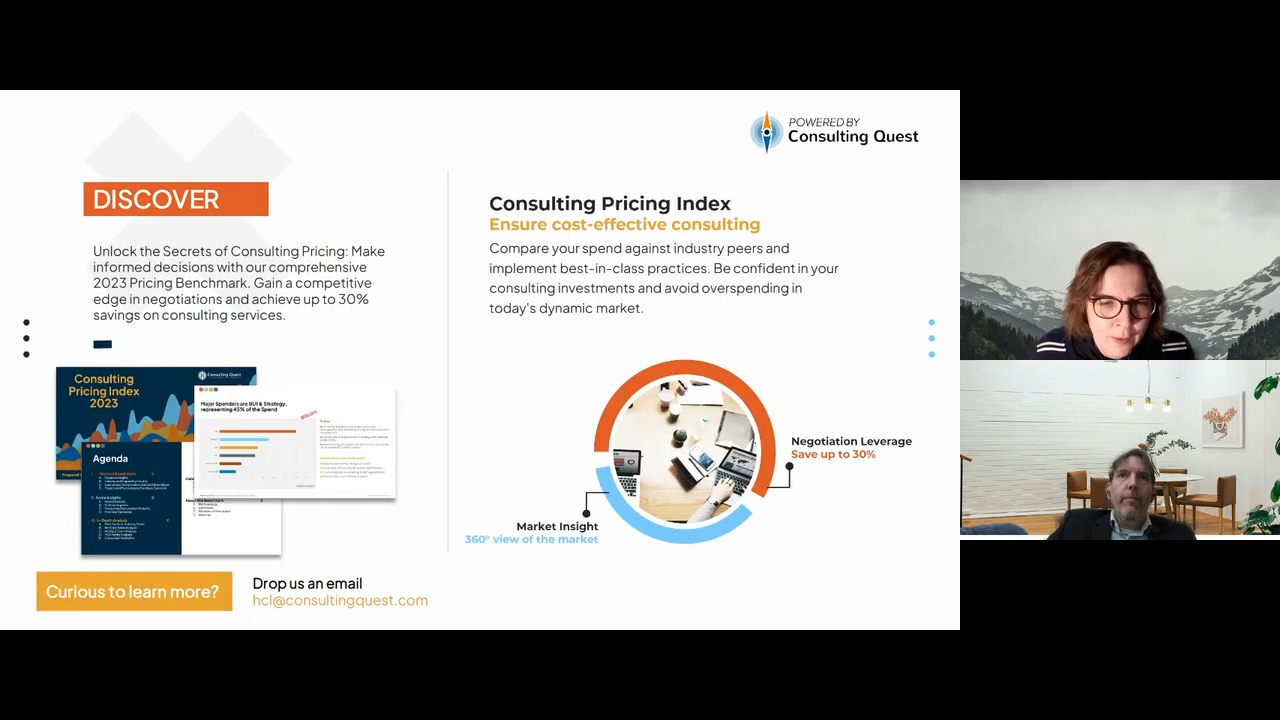 POWERED BY
Consulting Quest
DISCOVER
Unlock the Secrets of Consulting Pricing: Make
informed decisions with our comprehensive
2023 Pricing Benchmark. Gain a competitive
edge in negotiations and achieve up to 30%
savings on consulting services.
Consulting
Pricing Index
2023
Consulting Quest
Major Spenders are BUI & Strategy,
representing 45% of the Spend
Agenda
Consulting Pricing Index
Ensure cost-effective consulting
Compare your spend against industry peers and
implement best-in-class practices. Be confident in your
consulting investments and avoid overspending in
today's dynamic market.
Negotiation Leverage
Save up to 30%
Market Insight
360° view of the market
Curious to learn more?
Drop us an email
hcl@consultingquest.com